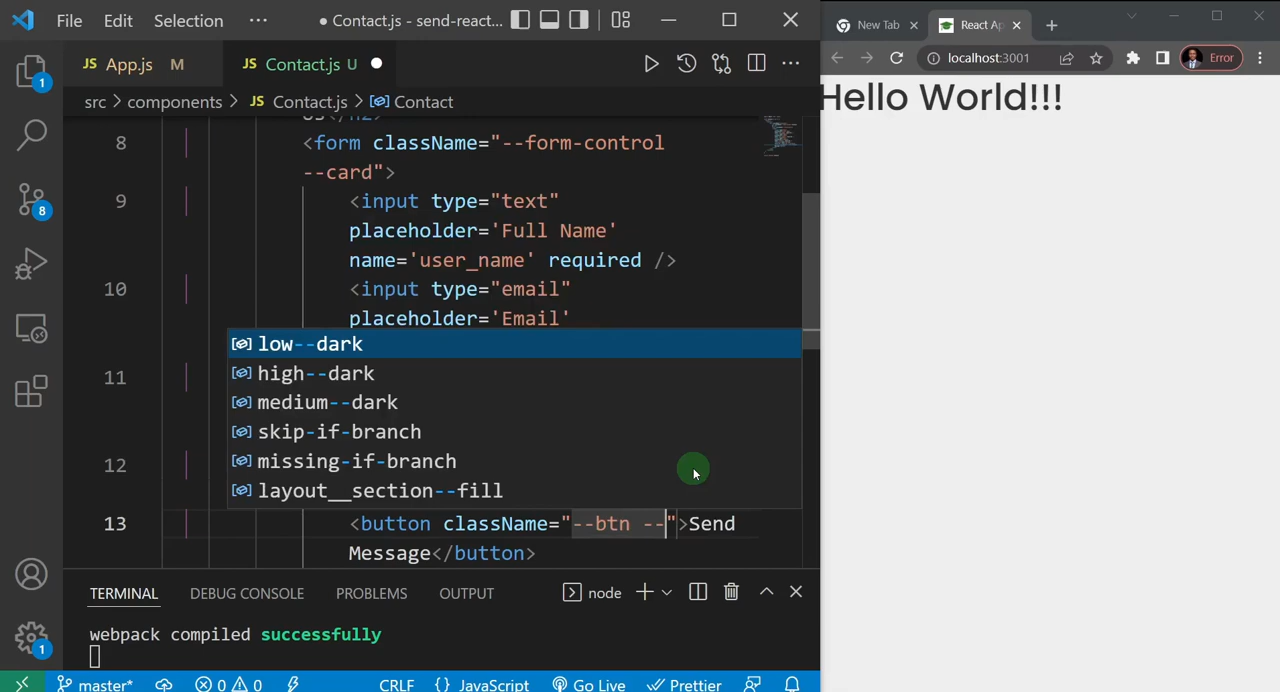 File Edit Selection ··· ● Contact.js - send-react...
New Tab
React Ap
JS App.js M
JS Contact.js U
localhost:3001
Error
src > components > JS Contact.js > Contact
Hello World!!!
8 <form className="--form-control
--card">
9 <input type="text"
placeholder='Full Name'
name='user_name' required />
10 <input type="email"
placeholder='Email'
low--dark
high--dark
11
medium--dark
skip-if-branch
12
missing-if-branch
layout__section--fill
13 <button className="--btn --">Send
Message</button>
TERMINAL DEBUG CONSOLE PROBLEMS OUTPUT node
webpack compiled successfully
master* 0 0 CRLF {} JavaScript Go Live Prettier
1
8
1